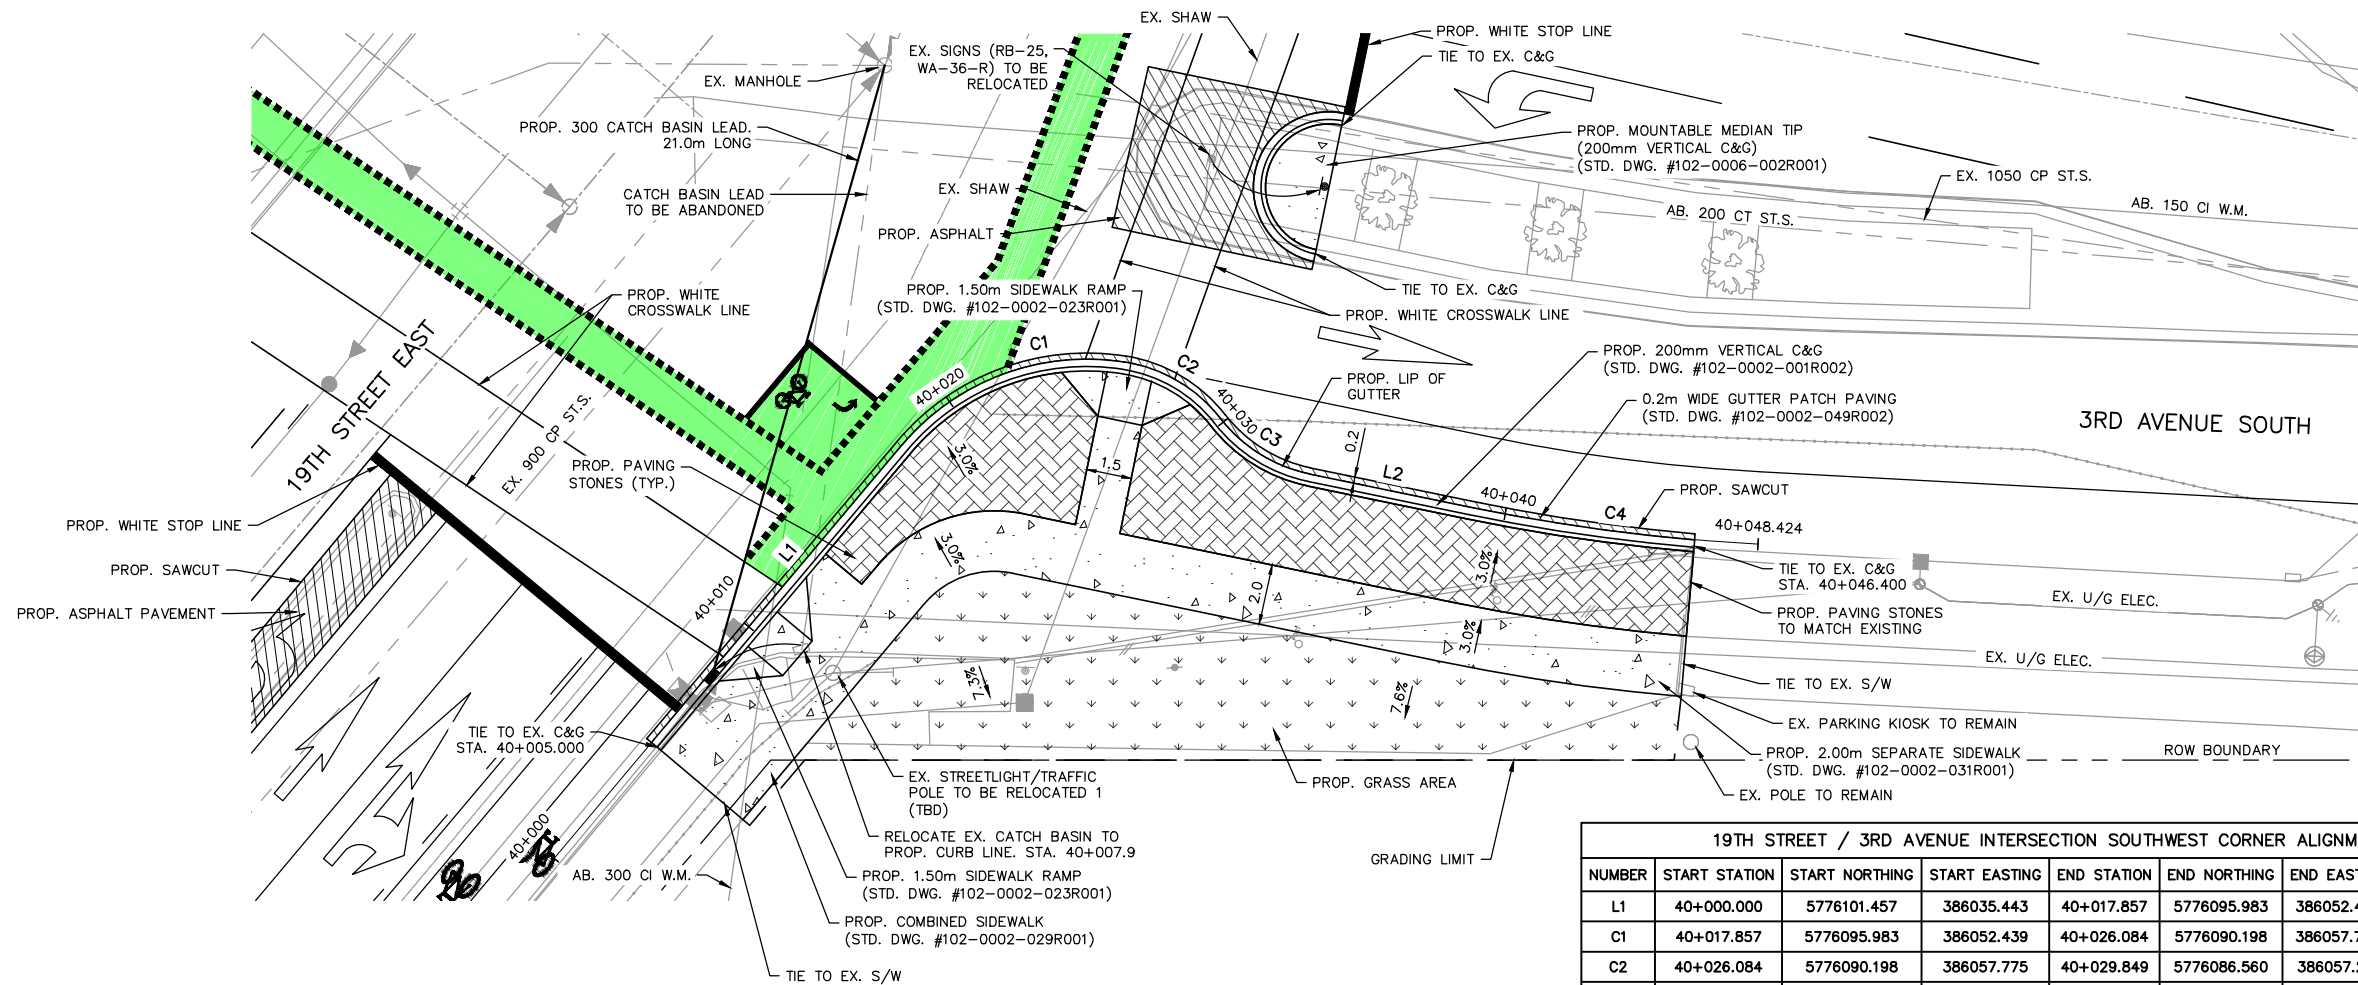 EX. SHAW
PROP. WHITE STOP LINE
EX. SIGNS (RB-25,
WA-36-R) TO BE
RELOCATED
TIE TO EX. C&G
EX. MANHOLE
PROP. 300 CATCH BASIN LEAD.
21.0m LONG
PROP. MOUNTABLE MEDIAN TIP
(200mm VERTICAL C&G)
(STD. DWG. #102-0006-002R001)
EX. 1050 CP ST.S.
CATCH BASIN LEAD
TO BE ABANDONED
EX. SHAW
AB. 200 CT ST.S.
AB. 150 CI W.M.
PROP. ASPHALT
PROP. WHITE
CROSSWALK LINE
PROP. 1.50m SIDEWALK RAMP
(STD. DWG. #102-0002-023R001)
TIE TO EX. C&G
PROP. WHITE CROSSWALK LINE
19TH STREET EAST
C1
C2
PROP. 200mm VERTICAL C&G
(STD. DWG. #102-0002-001R002)
40+020
PROP. LIP OF
GUTTER
0.2m WIDE GUTTER PATCH PAVING
(STD. DWG. #102-0002-049R002)
40+030
3RD AVENUE SOUTH
C3
0.2
EX. 900 CP ST.S.
PROP. PAVING
STONES (TYP.)
3.0%
1.5
L2
40+040
PROP. SAWCUT
C4
40+048.424
PROP. WHITE STOP LINE
L1
3.0%
PROP. SAWCUT
3.0%
TIE TO EX. C&G
STA. 40+046.400
40+010
2.0
EX. U/G ELEC.
PROP. ASPHALT PAVEMENT
PROP. PAVING STONES
TO MATCH EXISTING
3.0%
EX. U/G ELEC.
7.3%
TIE TO EX. S/W
7.6%
EX. PARKING KIOSK TO REMAIN
TIE TO EX. C&G
STA. 40+005.000
PROP. 2.00m SEPARATE SIDEWALK
(STD. DWG. #102-0002-031R001)
ROW BOUNDARY
EX. STREETLIGHT/TRAFFIC
POLE TO BE RELOCATED 1
(TBD)
PROP. GRASS AREA
EX. POLE TO REMAIN
40+000
RELOCATE EX. CATCH BASIN TO
PROP. CURB LINE. STA. 40+007.9
GRADING LIMIT
AB. 300 CI W.M.
PROP. 1.50m SIDEWALK RAMP
(STD. DWG. #102-0002-023R001)
PROP. COMBINED SIDEWALK
(STD. DWG. #102-0002-029R001)
TIE TO EX. S/W
19TH STREET / 3RD AVENUE INTERSECTION SOUTHWEST CORNER ALIGNM
NUMBER START STATION START NORTHING START EASTING END STATION END NORTHING END EAST
L1 40+000.000 5776101.457 386035.443 40+017.857 5776095.983 386052.4
C1 40+017.857 5776095.983 386052.439 40+026.084 5776090.198 386057.7
C2 40+026.084 5776090.198 386057.775 40+029.849 5776086.560 386057.